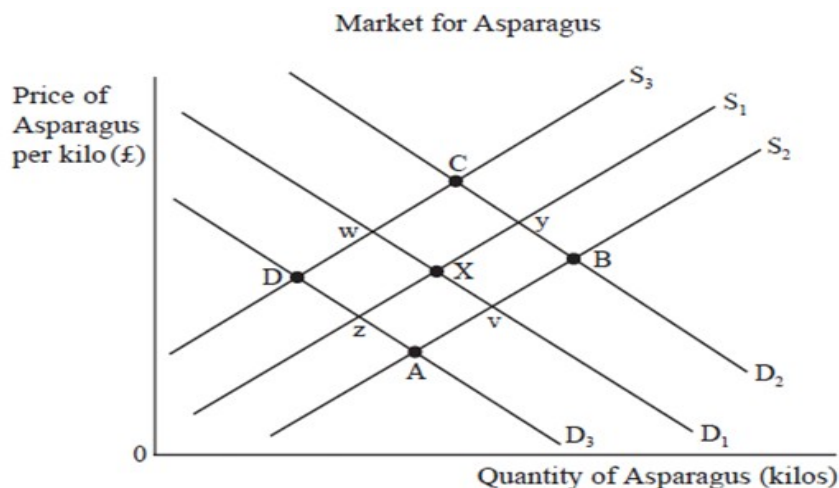 Market for Asparagus
Price of
Asparagus
per kilo (£)
S₃
S₁
S₂
C
w
y
D
X
B
z
v
A
D₂
D₃
D₁
0
Quantity of Asparagus (kilos)